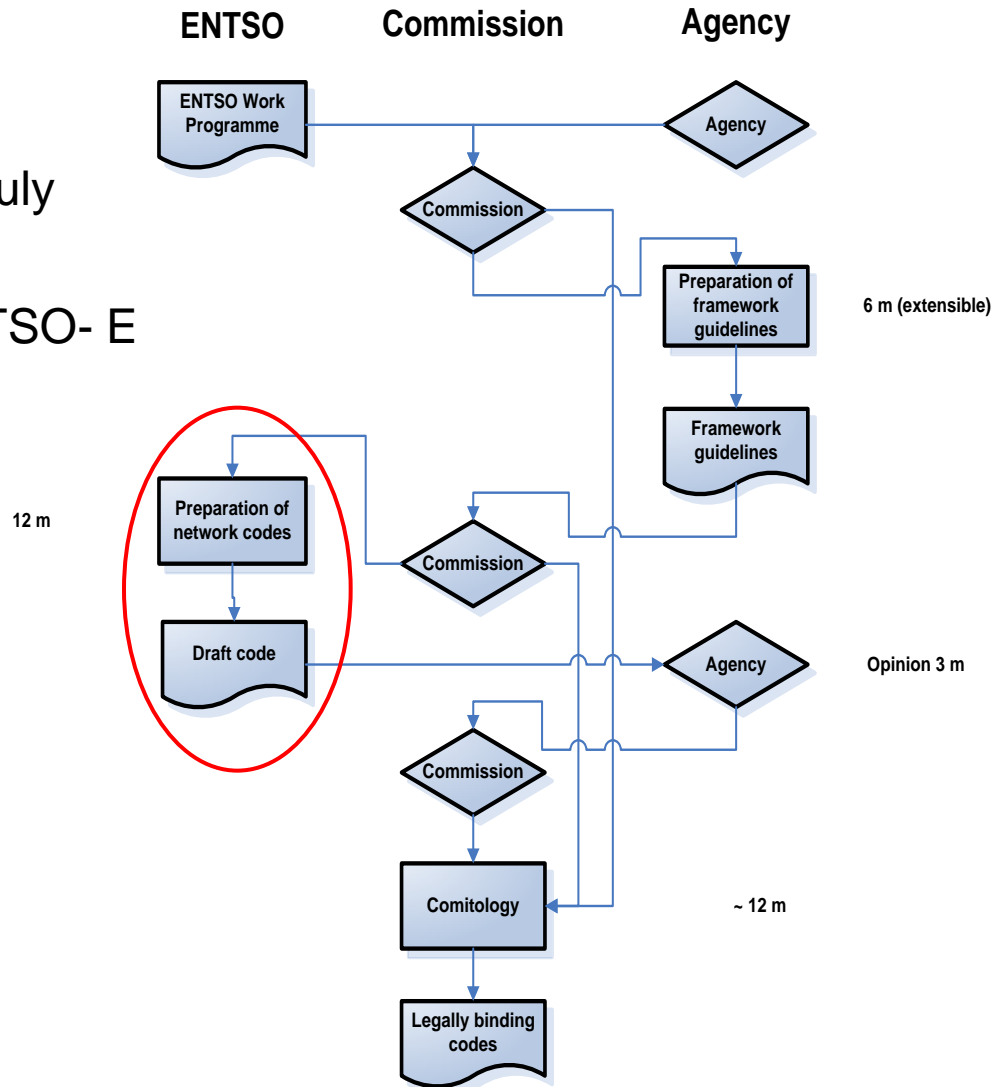 ENTSO Commission Agency
ENTSO Work
Programme
Agency
uly
Commission
Preparation of
framework
guidelines
6 m (extensible)
TSO- E
Framework
guidelines
12 m
Preparation of
network codes
Commission
Draft code
Agency
Opinion 3 m
Commission
Comitology
~ 12 m
Legally binding
codes